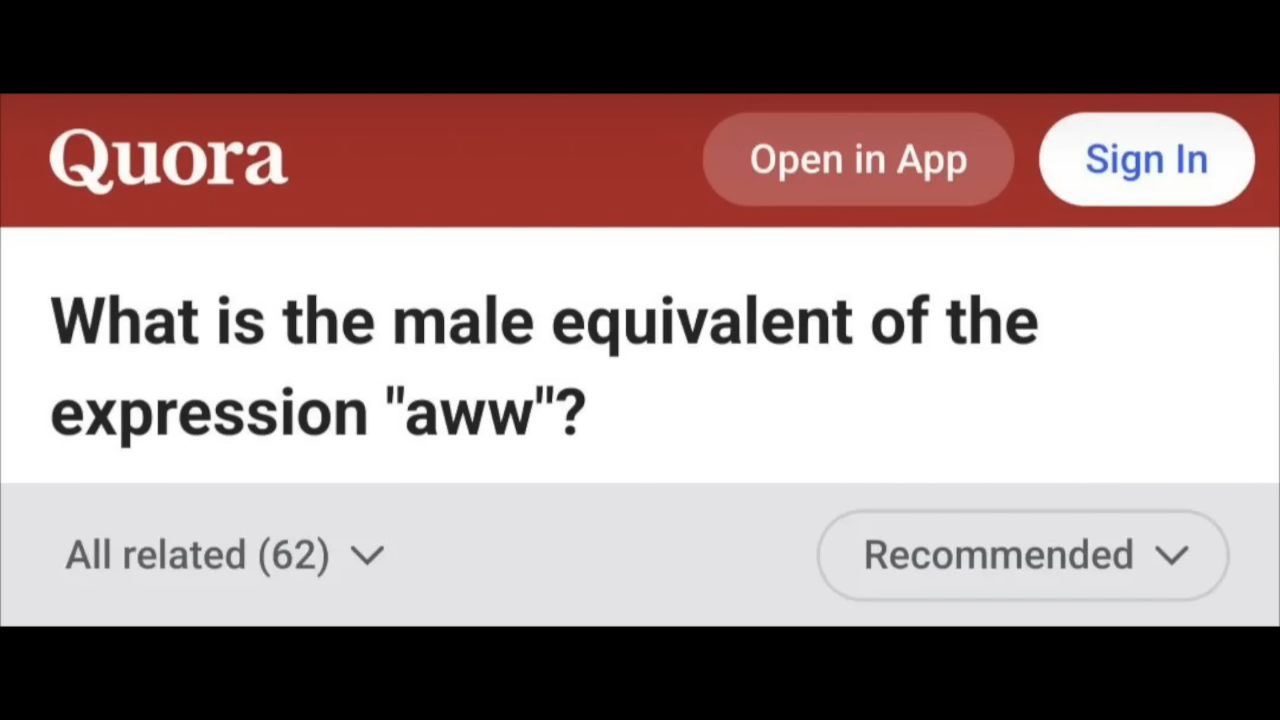 Quora
Open in App
Sign In
What is the male equivalent of the
expression "aww"?
All related (62)
Recommended